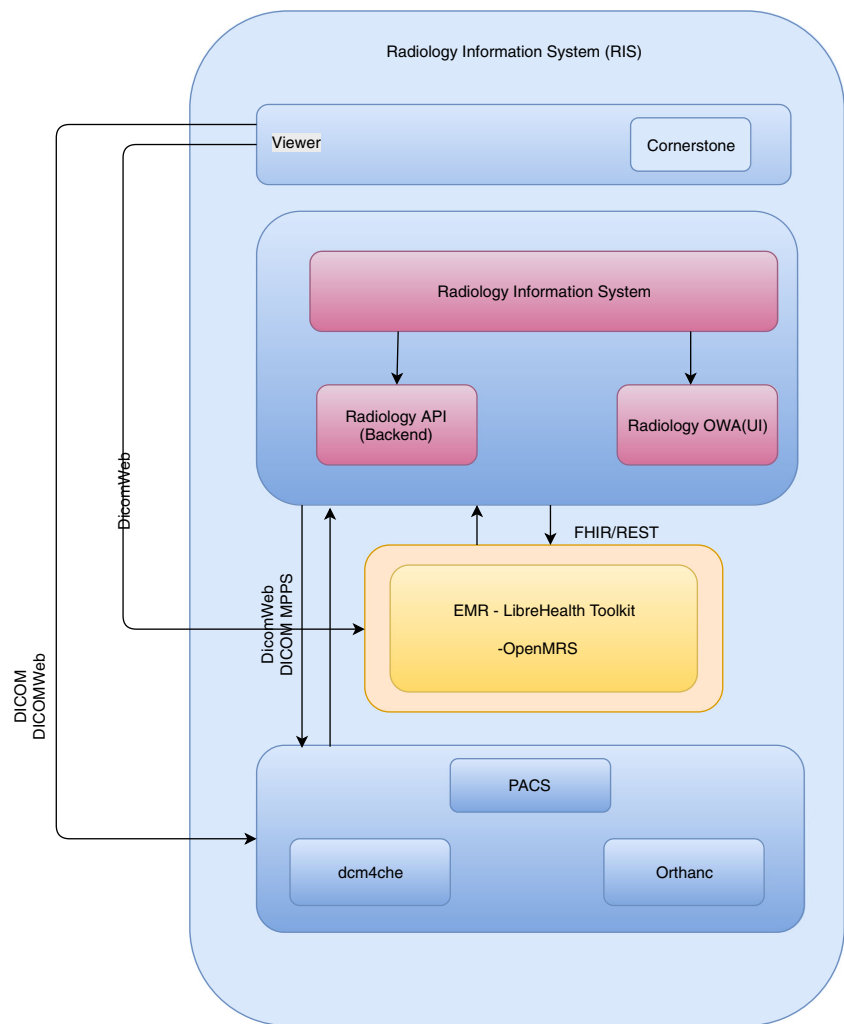 Radiology Information System (RIS)
Viewer
Cornerstone
Radiology Information System
Radiology API
(Backend)
Radiology OWA(UI)
DicomWeb
FHIR/REST
DicomWeb
DICOM MPPS
EMR - LibreHealth Toolkit
-OpenMRS
DICOM
DICOMWeb
PACS
dcm4che
Orthanc